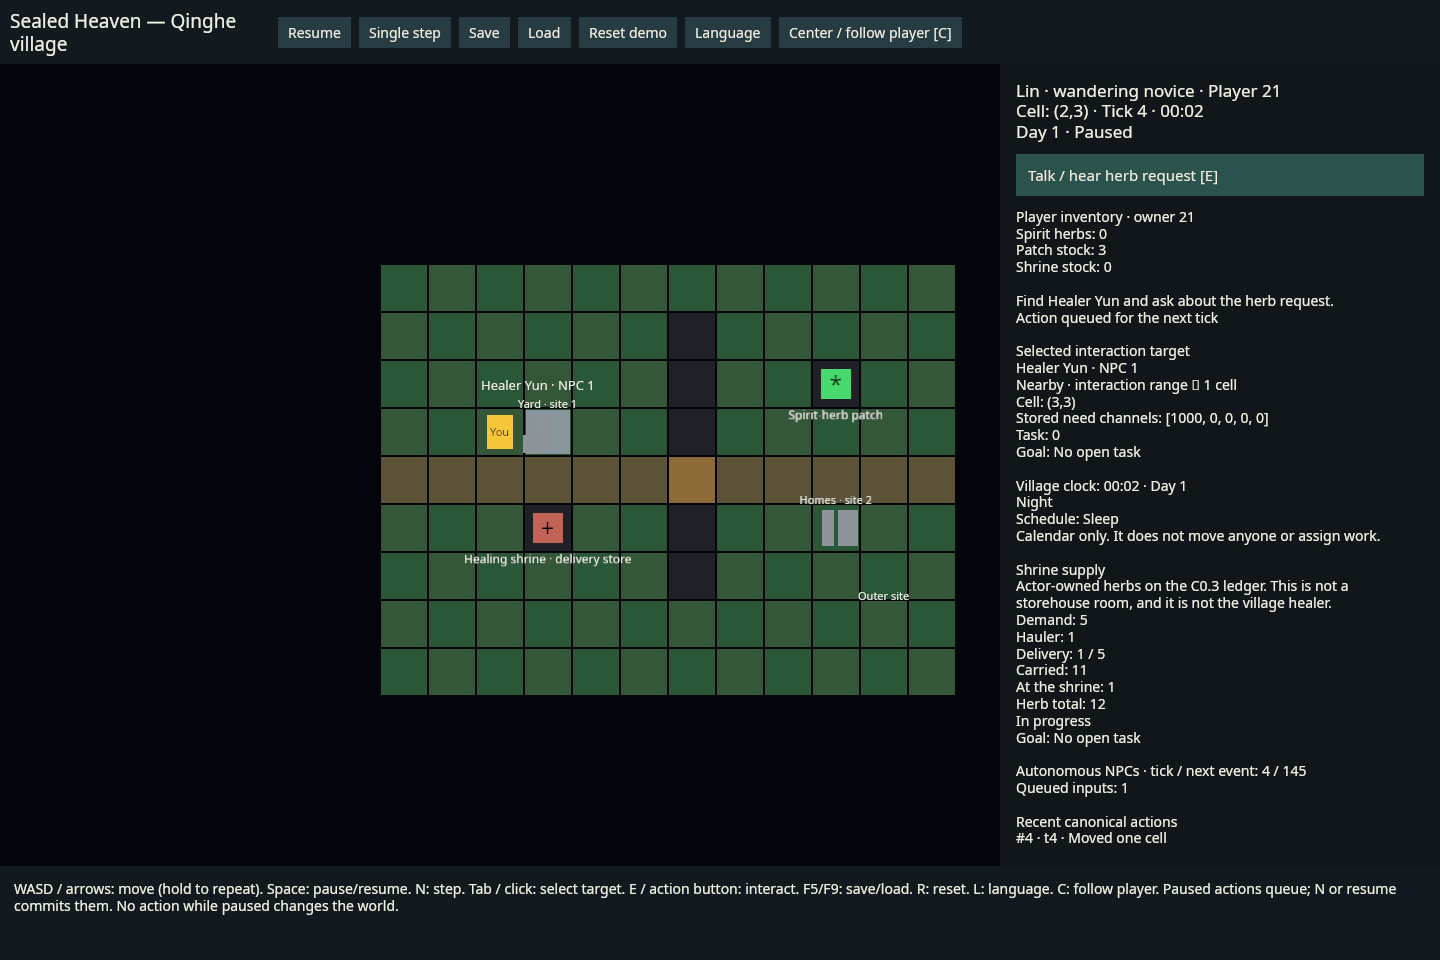 Sealed Heaven — Qinghe
village
Resume
Single step
Save
Load
Reset demo
Language
Center / follow player [C]
Lin · wandering novice · Player 21
Cell: (2,3) · Tick 4 · 00:02
Day 1 · Paused
Talk / hear herb request [E]
Player inventory · owner 21
Spirit herbs: 0
Patch stock: 3
Shrine stock: 0
Find Healer Yun and ask about the herb request.
Action queued for the next tick
Selected interaction target
Healer Yun · NPC 1
Nearby · interaction range 1 cell
Cell: (3,3)
Stored need channels: [1000, 0, 0, 0, 0]
Task: 0
Goal: No open task
Village clock: 00:02 · Day 1
Night
Schedule: Sleep
Calendar only. It does not move anyone or assign work.
Shrine supply
Actor-owned herbs on the C0.3 ledger. This is not a
storehouse room, and it is not the village healer.
Demand: 5
Hauler: 1
Delivery: 1 / 5
Carried: 11
At the shrine: 1
Herb total: 12
In progress
Goal: No open task
Autonomous NPCs · tick / next event: 4 / 145
Queued inputs: 1
Recent canonical actions
#4 · t4 · Moved one cell
Healer Yun · NPC 1
Yard · site 1
You
*
Spirit herb patch
Homes · site 2
+
Healing shrine · delivery store
Outer site
WASD / arrows: move (hold to repeat). Space: pause/resume. N: step. Tab / click: select target. E / action button: interact. F5/F9: save/load. R: reset. L: language. C: follow player. Paused actions queue; N or resume
commits them. No action while paused changes the world.